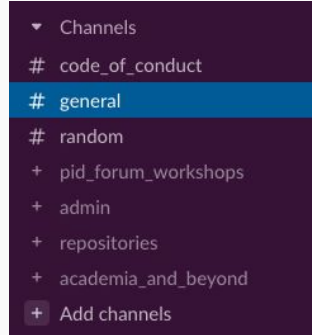 Channels
# code_of_conduct
# general
# random
+ pid_forum_workshops
+ admin
+ repositories
+ academia_and_beyond
+ Add channels